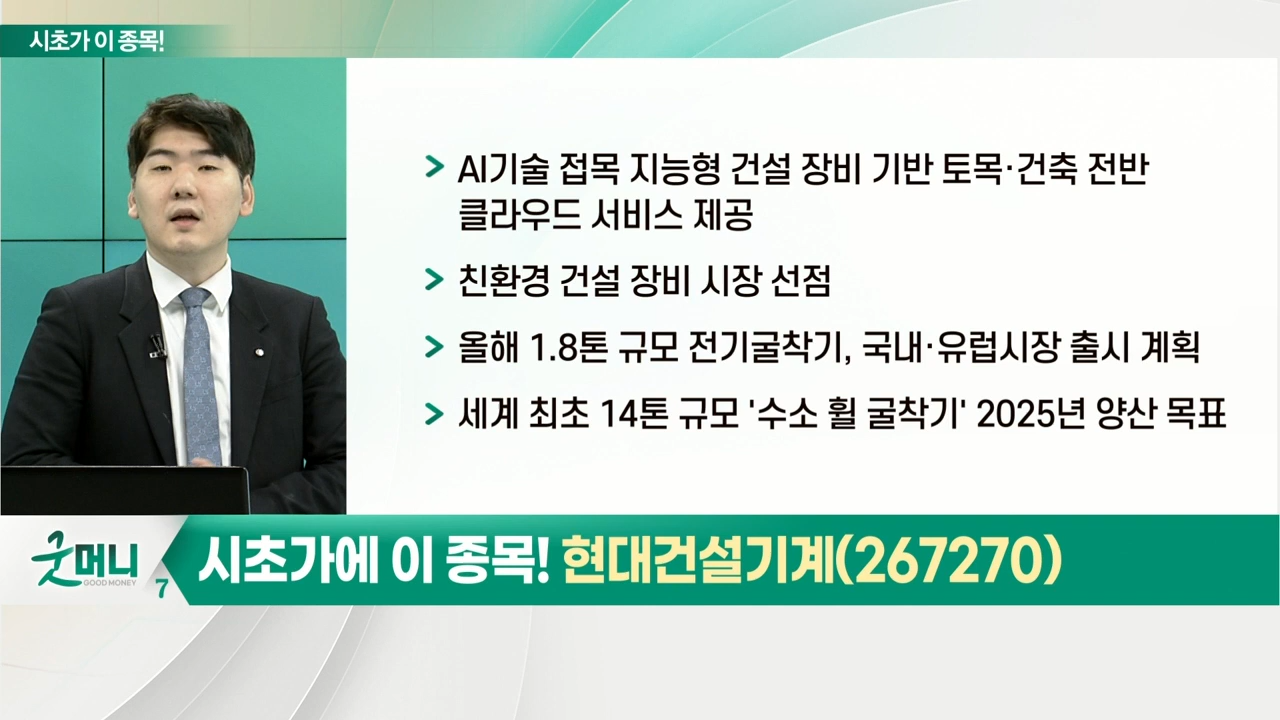 시초가 이 종목!
> AI기술 접목 지능형 건설 장비 기반 토목·건축 전반
클라우드 서비스 제공
> 친환경 건설 장비 시장 선점
> 올해 1.8톤 규모 전기굴착기, 국내·유럽시장 출시 계획
> 세계 최초 14톤 규모 '수소 휠 굴착기' 2025년 양산 목표
굿머니
GOOD MONEY
7
시초가에 이 종목! 현대건설기계(267270)